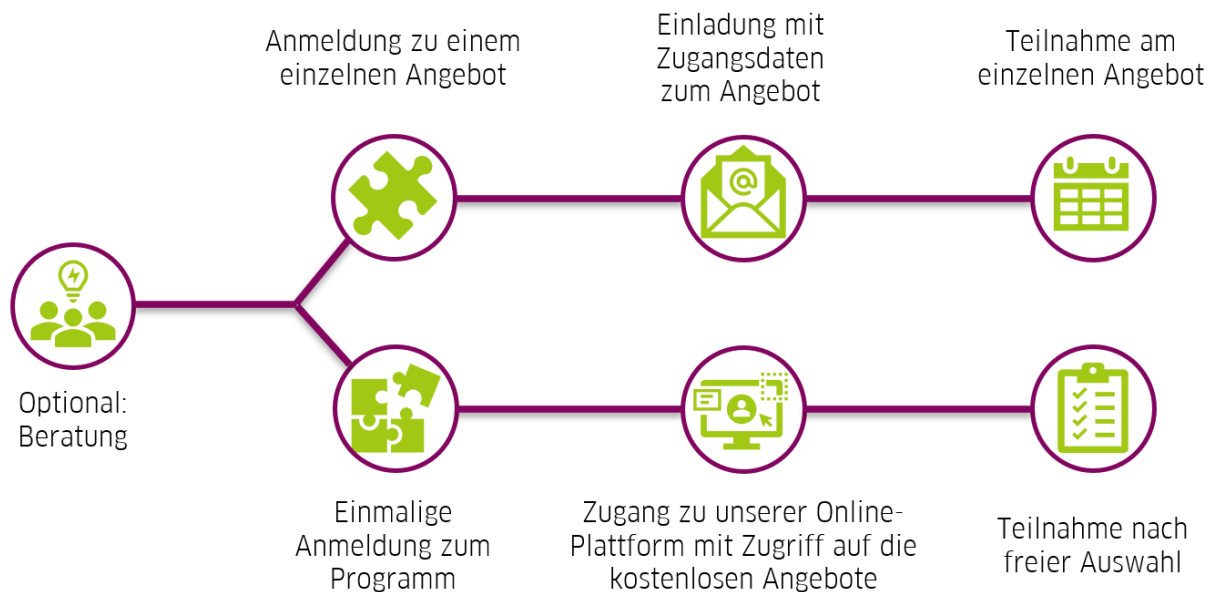 Anmeldung zu einem
einzelnen Angebot
Einladung mit
Zugangsdaten
zum Angebot
Teilnahme am
einzelnen Angebot
@
Optional:
Beratung
Einmalige
Anmeldung zum
Programm
Zugang zu unserer Online-
Plattform mit Zugriff auf die
kostenlosen Angebote
Teilnahme nach
freier Auswahl